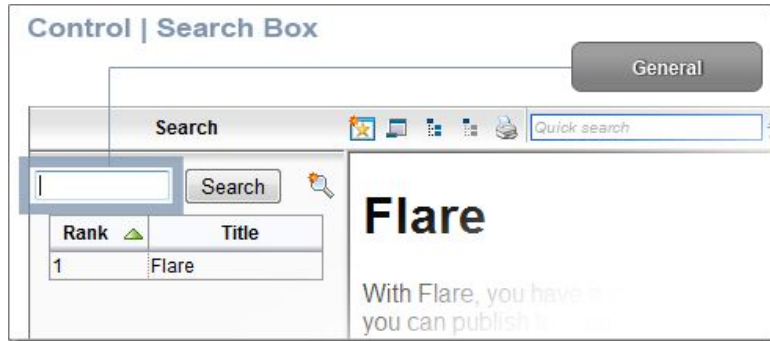 Control | Search Box
General
Search
Quick search
Search
Rank Title
1 Flare
Flare
With Flare, you have
you can publish